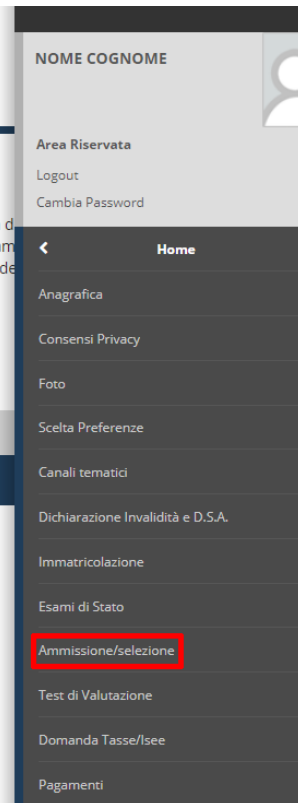 NOME COGNOME
Area Riservata
Logout
Cambia Password
Home
Anagrafica
Consensi Privacy
Foto
Scelta Preferenze
Canali tematici
Dichiarazione Invalidità e D.S.A.
Immatricolazione
Esami di Stato
Ammissione/selezione
Test di Valutazione
Domanda Tasse/Isee
Pagamenti